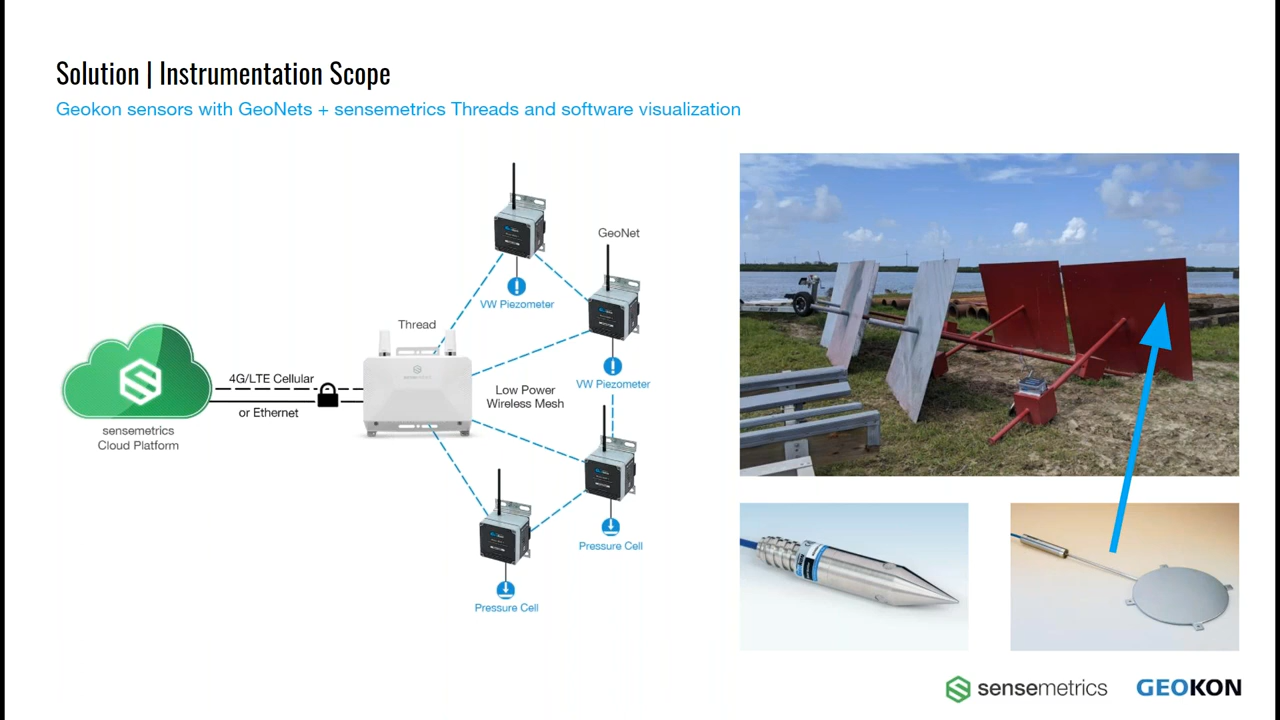 Solution | Instrumentation Scope
Geokon sensors with GeoNets + sensemetrics Threads and software visualization
GeoNet
VW Piezometer
Thread
VW Piezometer
4G/LTE Cellular
or Ethernet
Low Power
Wireless Mesh
sensemetrics
sensemetrics
Cloud Platform
Pressure Cell
Pressure Cell
sensemetrics
GEOKON